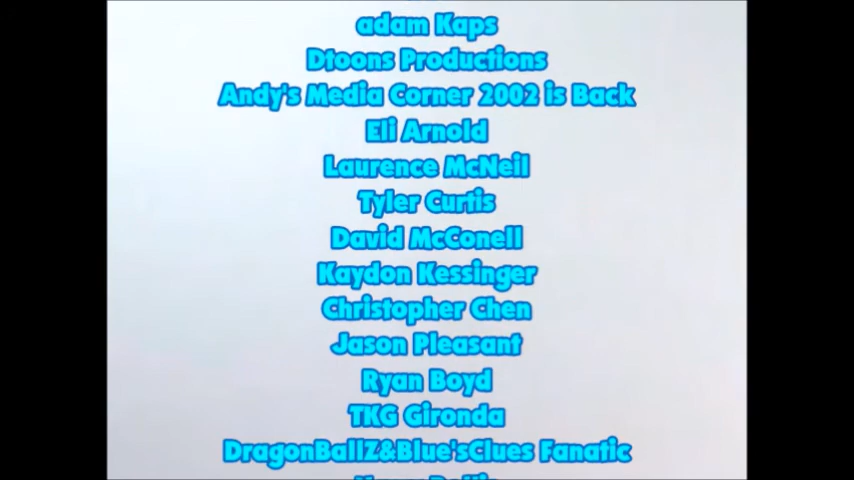 adam Kaps
Dtoons Productions
Andy's Media Corner 2002 is Back
Eli Arnold
Laurence McNeil
Tyler Curtis
David McConell
Kaydon Kessinger
Christopher Chen
Jason Pleasant
Ryan Boyd
TKG Gironda
DragonBallZ&Blue'sClues Fanatic